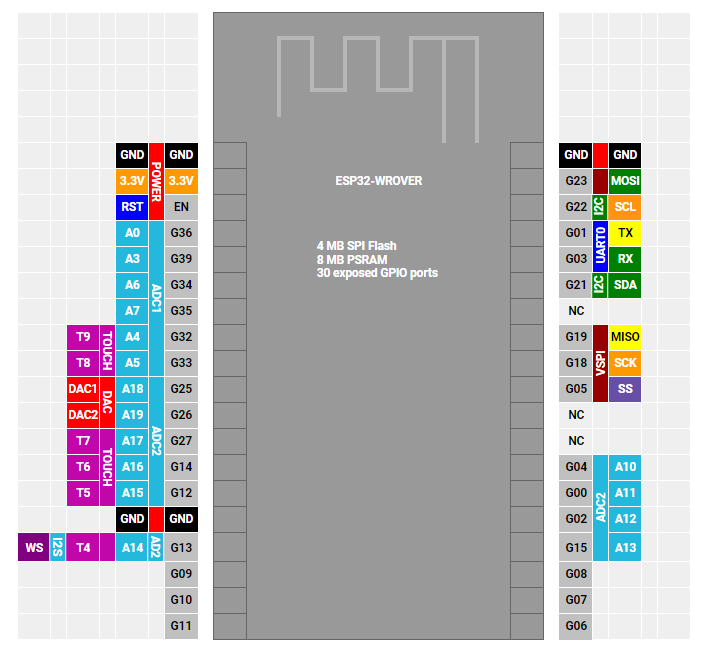 GND POWER GND
3.3V 3.3V
RST EN
A0 ADC1 G36
A3 G39
A6 G34
A7 G35
T9 TOUCH A4 G32
T8 A5 G33
DAC1 DAC A18 ADC2 G25
DAC2 A19 G26
T7 TOUCH A17 G27
T6 A16 G14
T5 A15 G12
GND GND
WS I2S T4 A14 AD2 G13
G09
G10
G11
ESP32-WROVER
4 MB SPI Flash
8 MB PSRAM
30 exposed GPIO ports
GND GND
G23 MOSI
G22 I2C SCL
G01 UART0 TX
G03 RX
G21 I2C SDA
NC
G19 VSPI MISO
G18 SCK
G05 SS
NC
NC
G04 ADC2 A10
G00 A11
G02 A12
G15 A13
G08
G07
G06